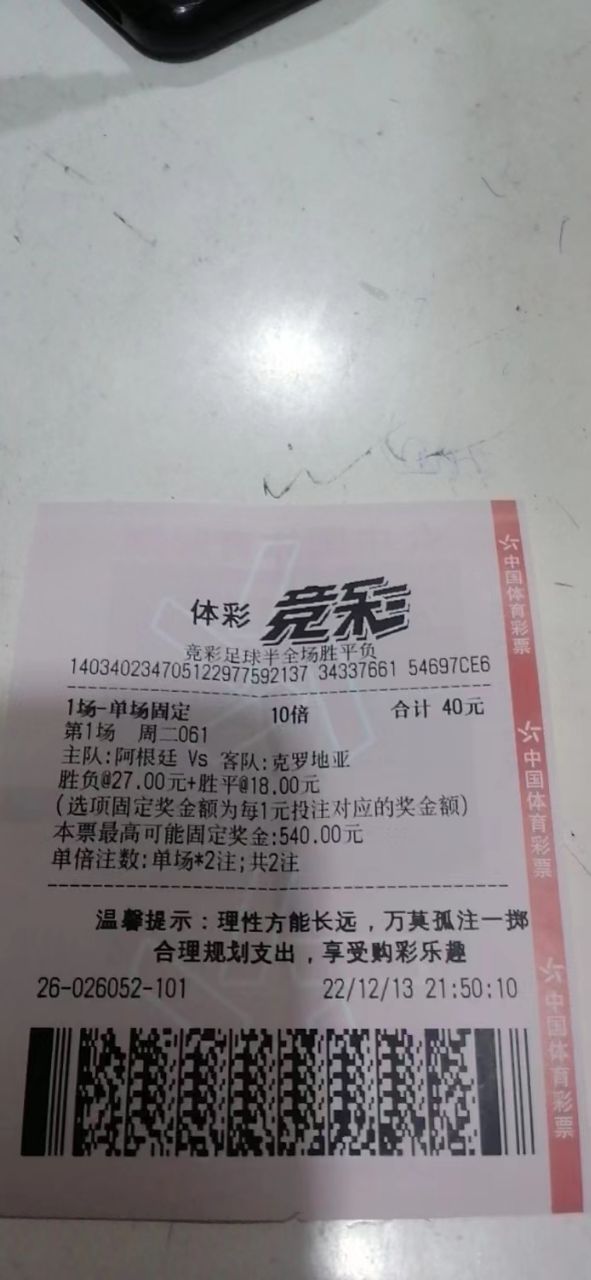 体彩 竞彩
竞彩足球半全场胜平负
140340234705122977592137 34337661 54697CE6
1场-单场固定 10倍 合计 40元
第1场 周二061
主队:阿根廷 Vs 客队:克罗地亚
胜负@27.00元+胜平@18.00元
(选项固定奖金额为每1元投注对应的奖金额)
本票最高可能固定奖金:540.00元
单倍注数:单场*2注;共2注
温馨提示：理性方能长远，万莫孤注一掷
合理规划支出，享受购彩乐趣
26-026052-101 22/12/13 21:50:10
中国体育彩票
中国体育彩票
中国体育彩票